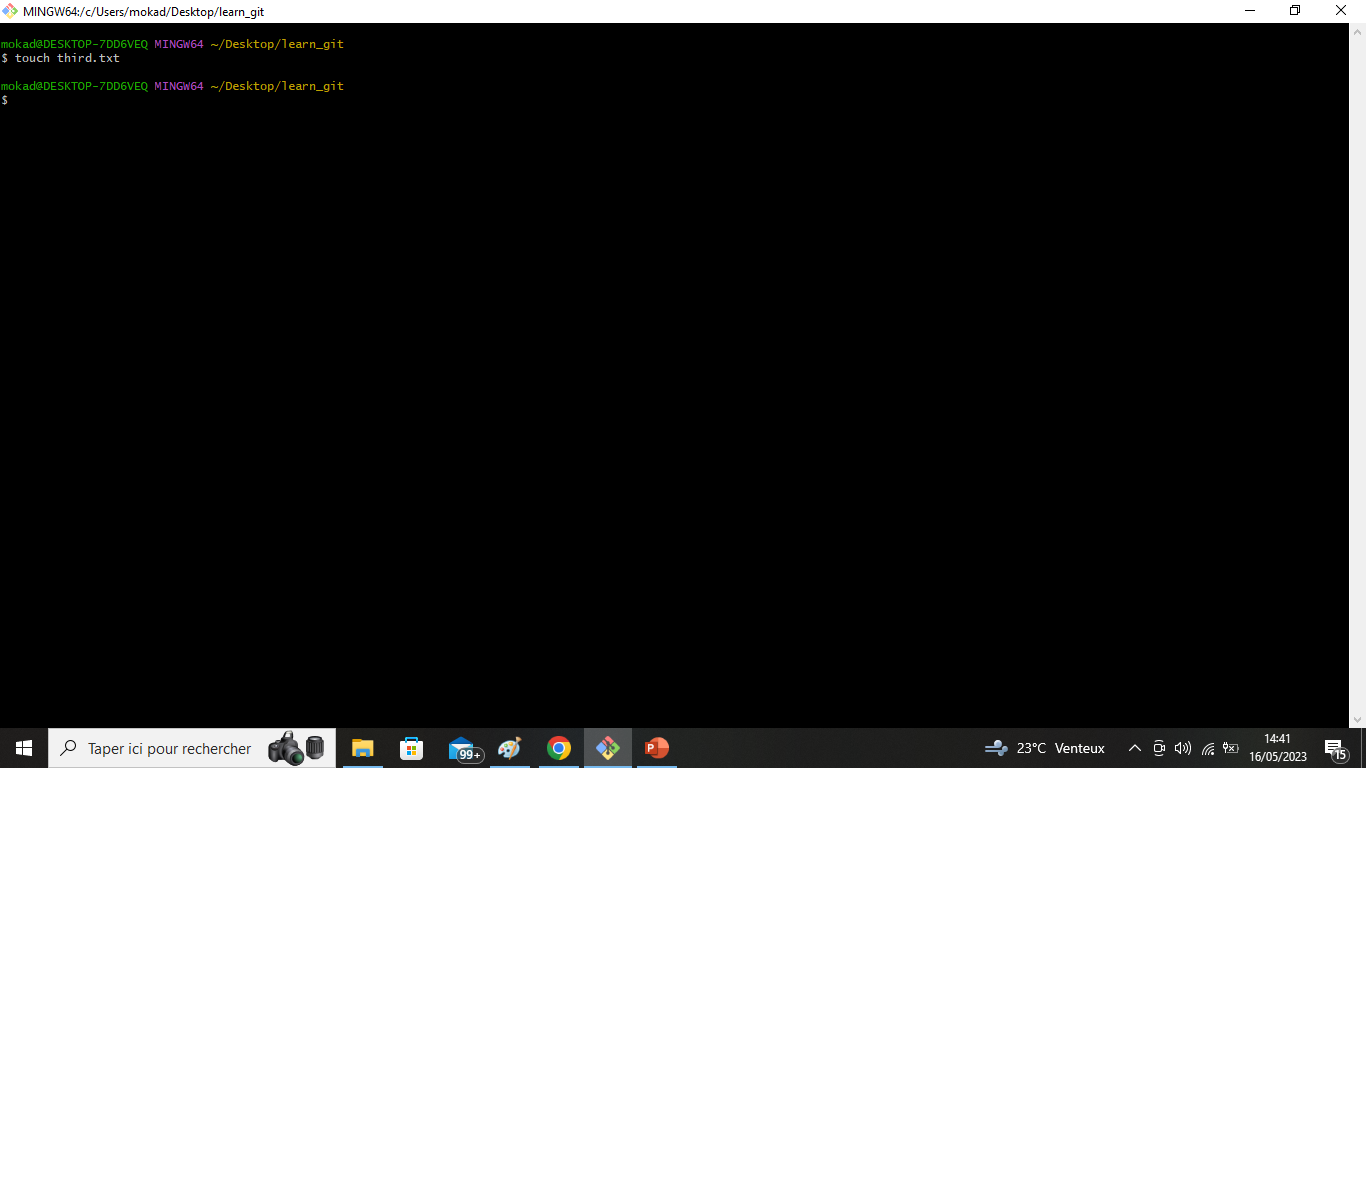 MINGW64:/c/Users/mokad/Desktop/learn_git
mokad@DESKTOP-7DD6VEQ MINGW64 ~/Desktop/learn_git
$ touch third.txt
mokad@DESKTOP-7DD6VEQ MINGW64 ~/Desktop/learn_git
$
Taper ici pour rechercher
99+
P
23°C Venteux
14:41
16/05/2023
15